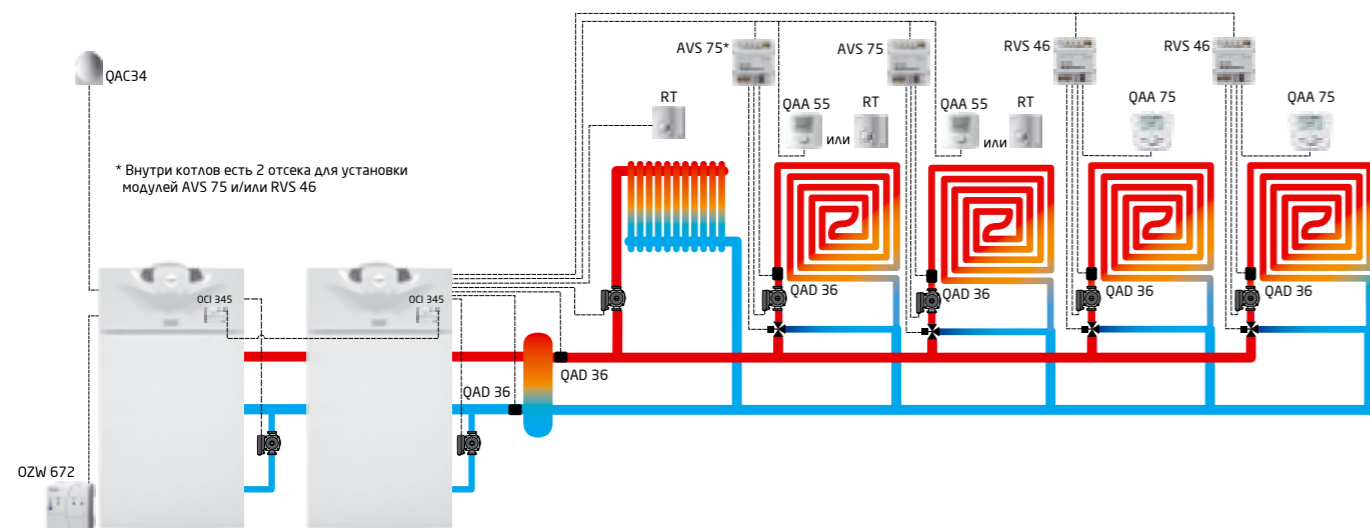 AVS 75*
AVS 75
RVS 46
RVS 46
QAC34
RT
QAA 55
или
RT
QAA 55
или
RT
QAA 75
QAA 75
* Внутри котлов есть 2 отсека для установки
модулей AVS 75 и/или RVS 46
OCI 345
OCI 345
QAD 36
QAD 36
QAD 36
QAD 36
QAD 36
QAD 36
OZW 672